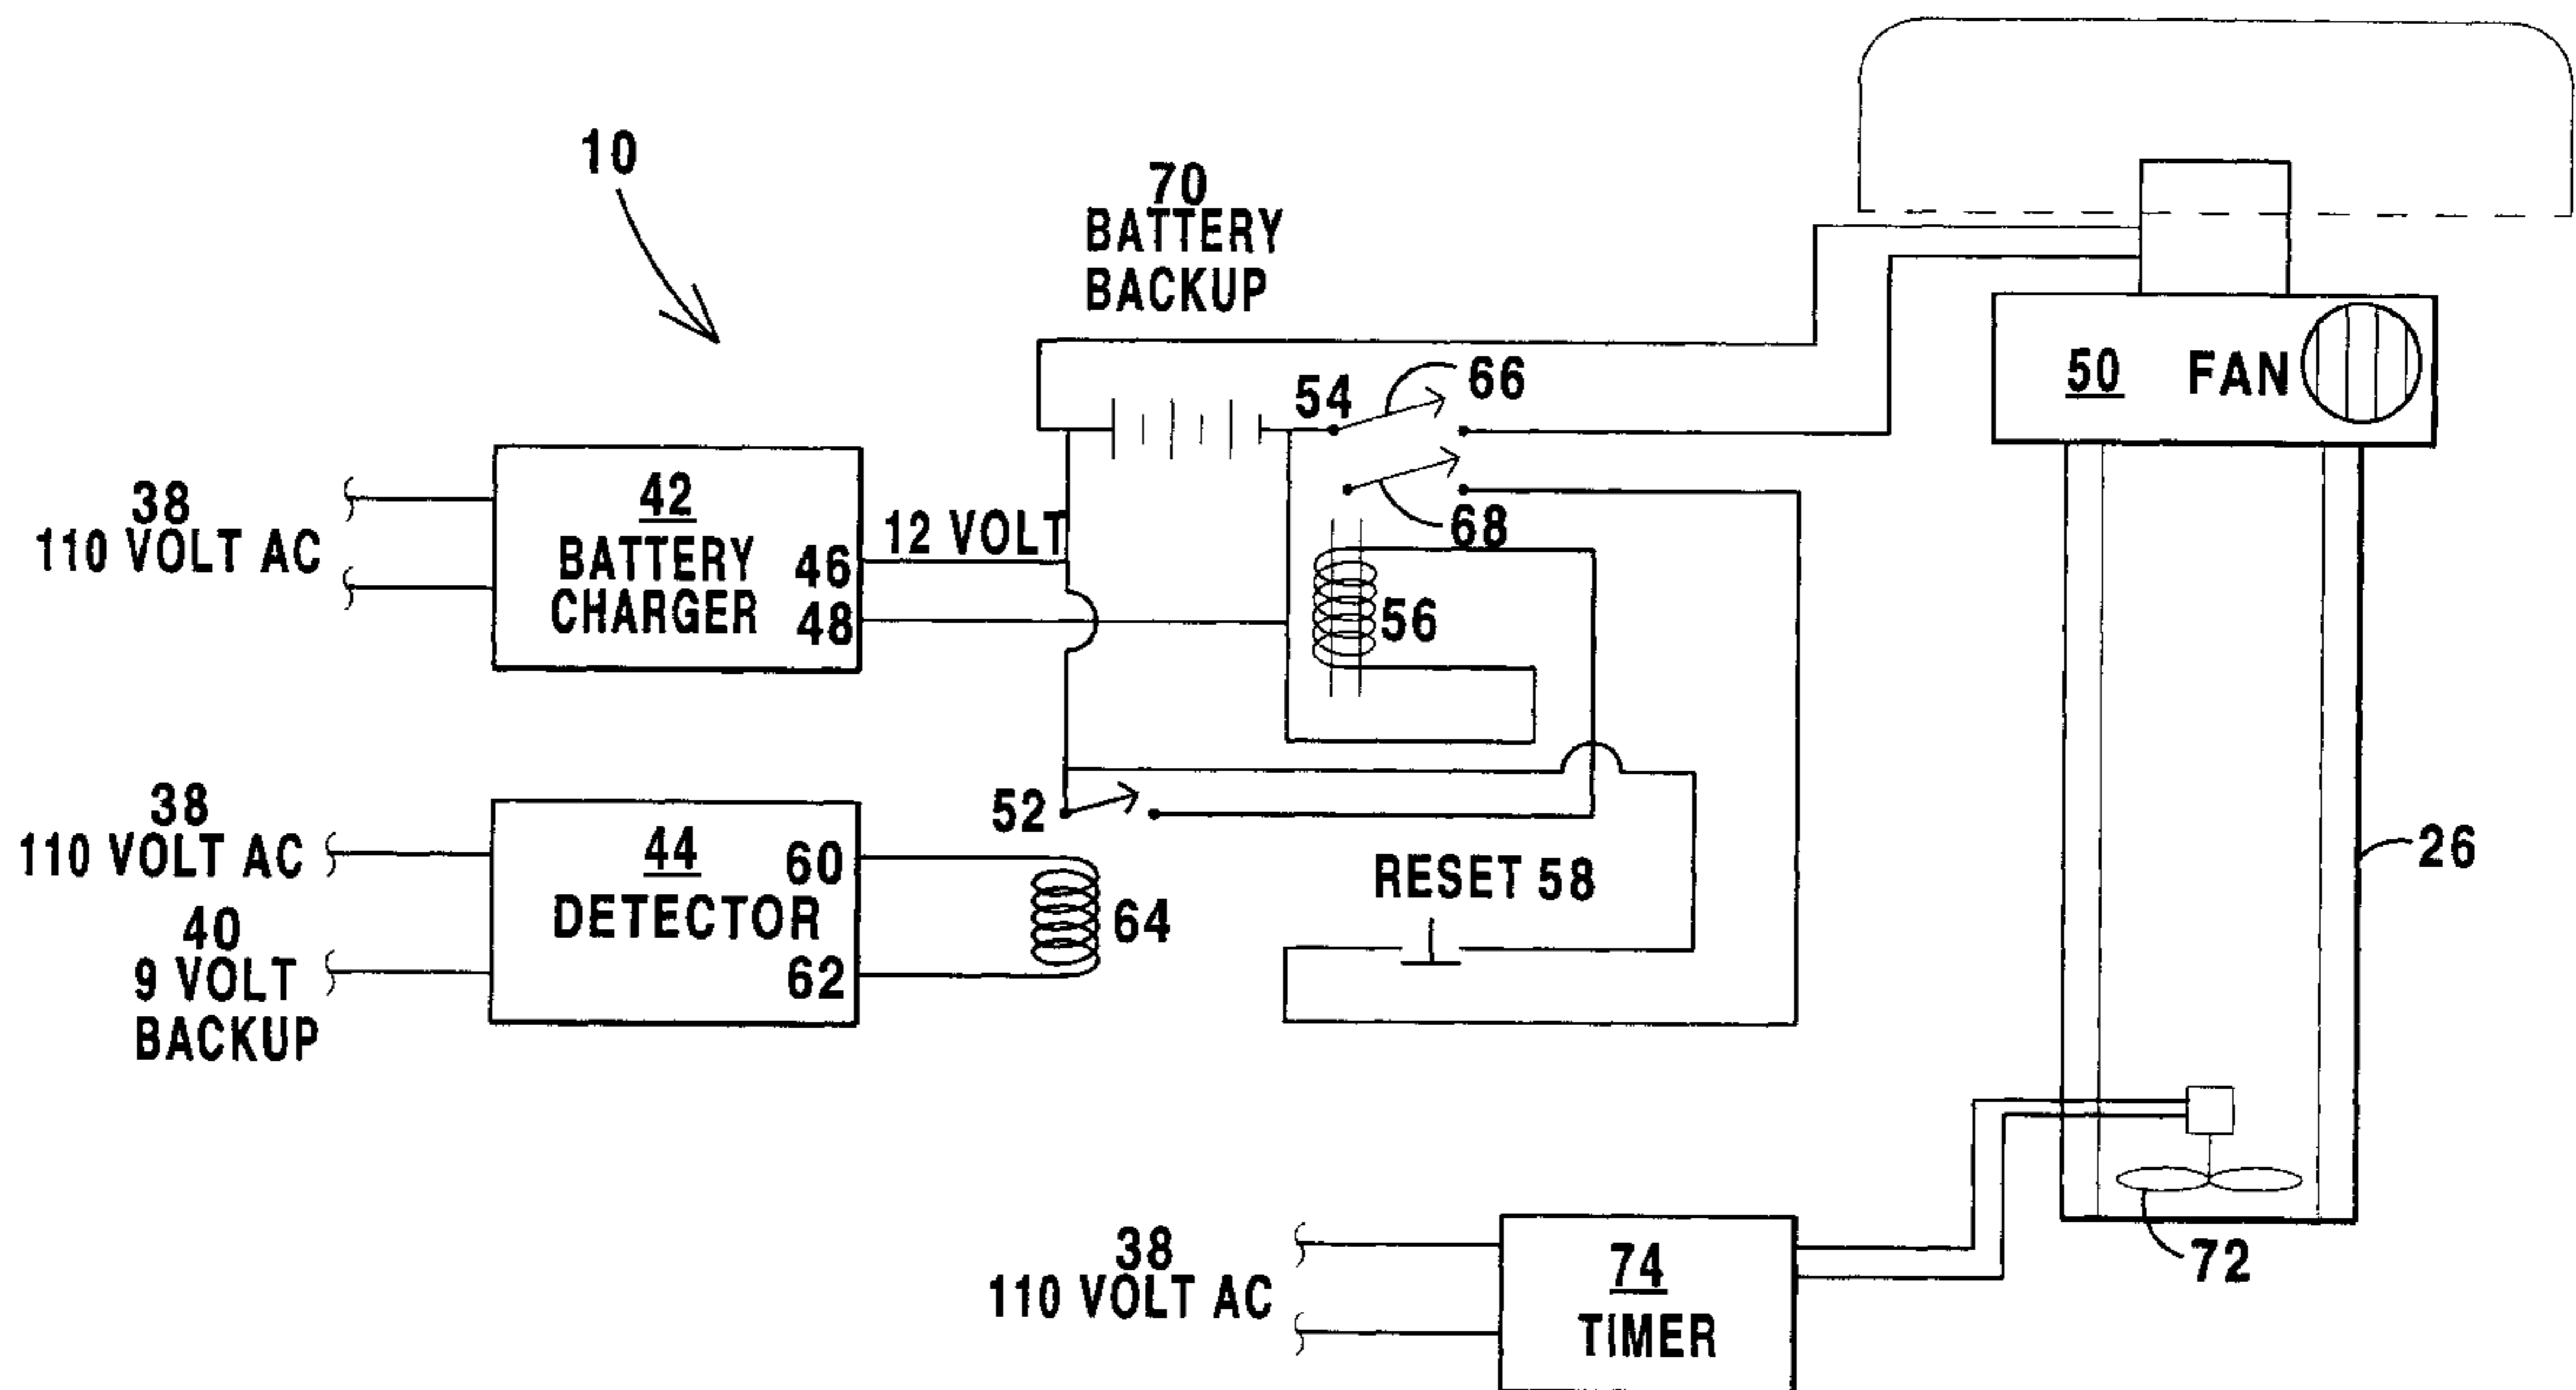 10
70
BATTERY
BACKUP
54
66
50 FAN
38
110 VOLT AC
42
BATTERY
CHARGER
46
48
12 VOLT
68
56
38
110 VOLT AC
40
9 VOLT
BACKUP
44
DETECTOR
60
62
52
64
RESET 58
26
38
110 VOLT AC
74
TIMER
72